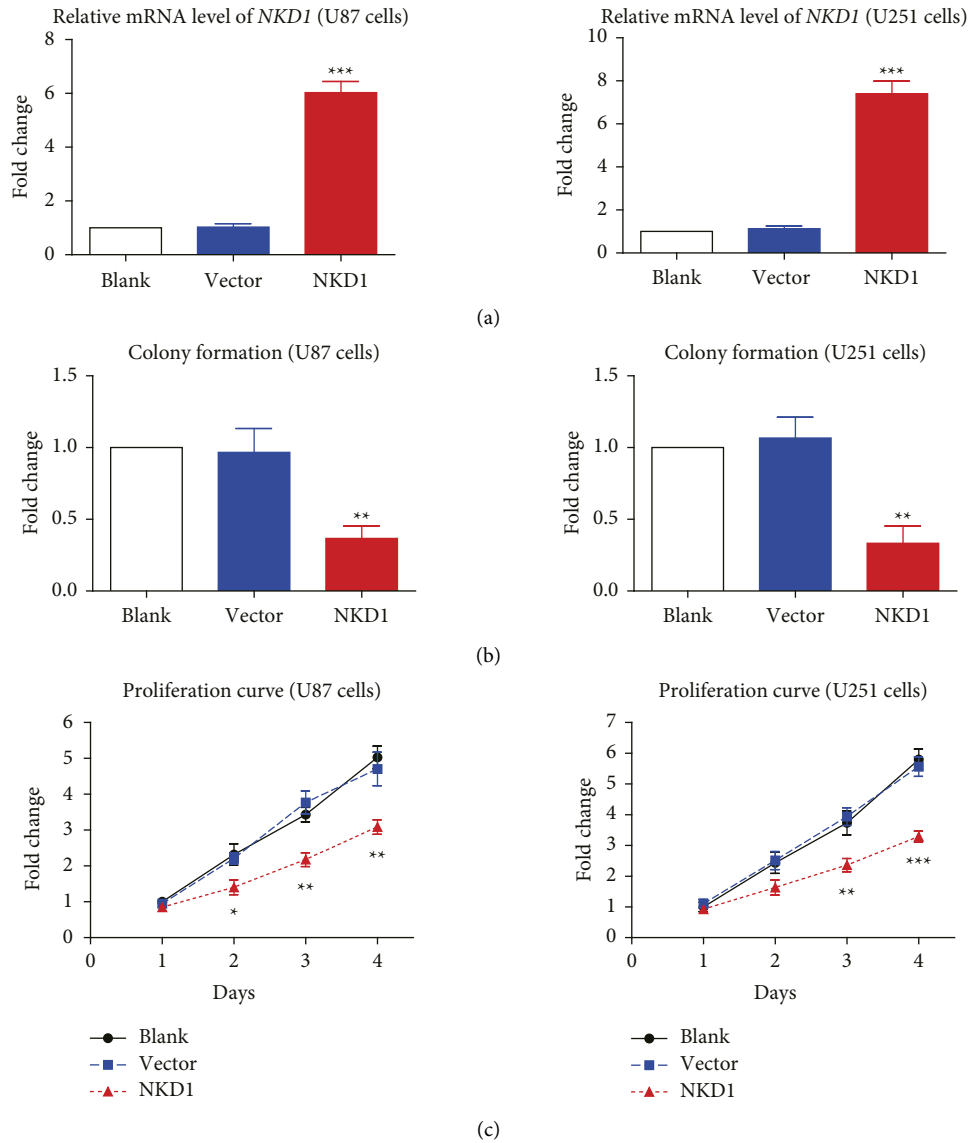 Relative mRNA level of NKD1 (U87 cells)
Fold change
8
6
4
2
0
***
Blank
Vector
NKD1
Relative mRNA level of NKD1 (U251 cells)
Fold change
10
8
6
4
2
0
***
Blank
Vector
NKD1
(a)
Colony formation (U87 cells)
Fold change
1.5
1.0
0.5
0.0
**
Blank
Vector
NKD1
Colony formation (U251 cells)
Fold change
1.5
1.0
0.5
0.0
**
Blank
Vector
NKD1
(b)
Proliferation curve (U87 cells)
Fold change
6
5
4
3
2
1
0
*
**
**
0 1 2 3 4
Days
Blank
Vector
NKD1
Proliferation curve (U251 cells)
Fold change
7
6
5
4
3
2
1
0
**
***
0 1 2 3 4
Days
Blank
Vector
NKD1
(c)